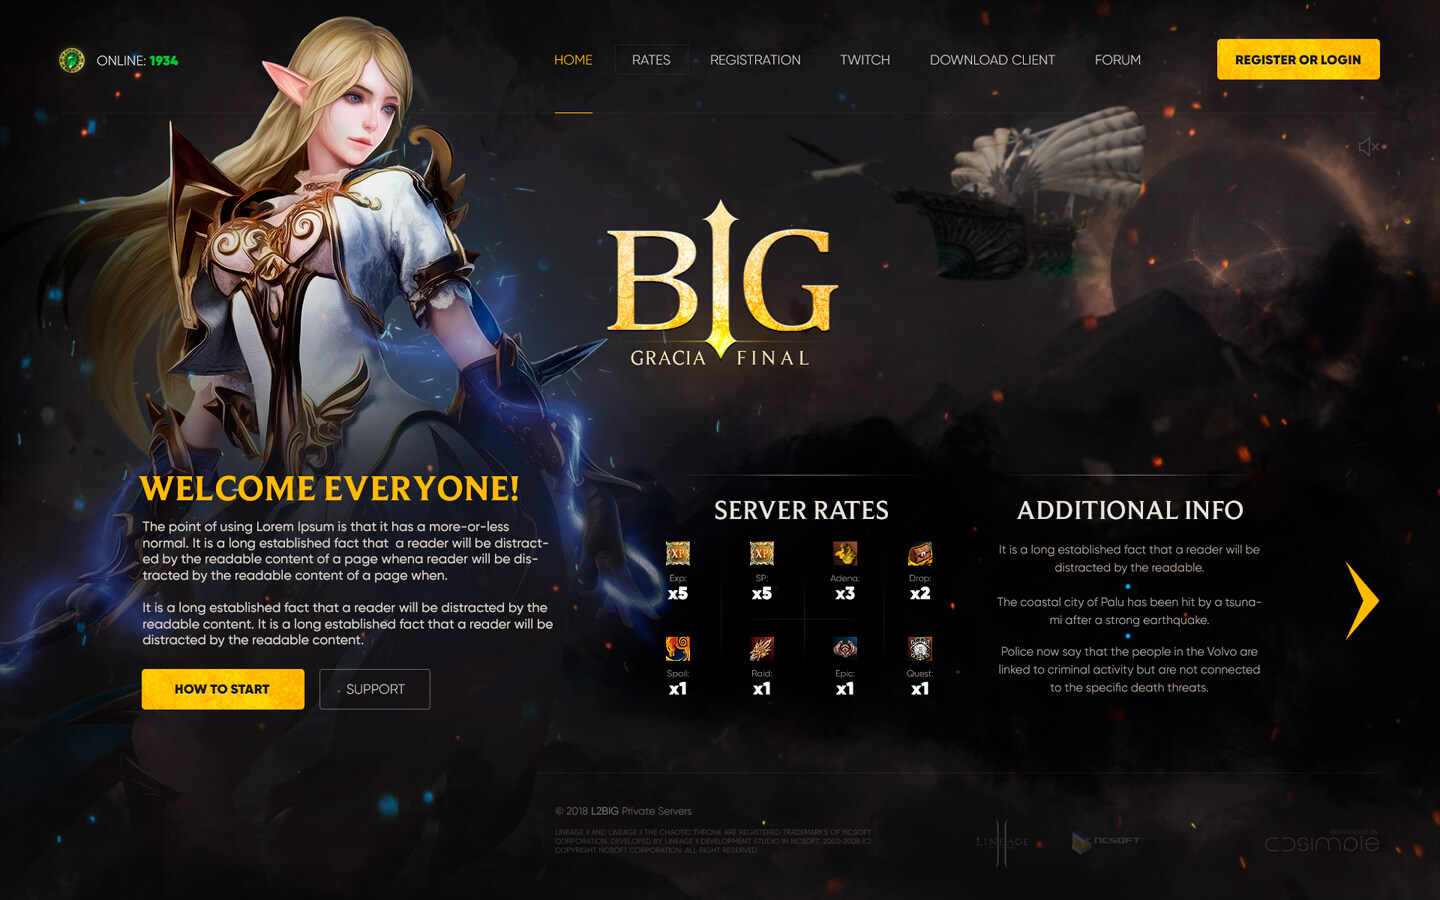 ONLINE: 1934
HOME
RATES
REGISTRATION
TWITCH
DOWNLOAD CLIENT
FORUM
REGISTER OR LOGIN
BIG
GRACIA FINAL
WELCOME EVERYONE!
The point of using Lorem Ipsum is that it has a more-or-less
normal. It is a long established fact that a reader will be distract-
ed by the readable content of a page whena reader will be dis-
tracted by the readable content of a page when.
It is a long established fact that a reader will be distracted by the
readable content. It is a long established fact that a reader will be
distracted by the readable content.
HOW TO START
SUPPORT
SERVER RATES
XP XP
Exp: SP: Adena: Drop:
x5 x5 x3 x2
Spoil: Raid: Epic: Quest:
x1 x1 x1 x1
ADDITIONAL INFO
It is a long established fact that a reader will be
distracted by the readable.
The coastal city of Palu has been hit by a tsuna-
mi after a strong earthquake.
Police now say that the people in the Volvo are
linked to criminal activity but are not connected
to the specific death threats.
© 2018 L2BIG Private Servers
LINEAGE II AND LINEAGE II THE CHAOTIC THRONE ARE REGISTERED TRADEMARKS OF NCSOFT
CORPORATION. DEVELOPED BY LINEAGE II DEVELOPMENT STUDIO IN NCSOFT. 2003-2008 (C)
COPYRIGHT NCSOFT CORPORATION. ALL RIGHT RESERVED.
LINEAGE II
NCSOFT
developed by